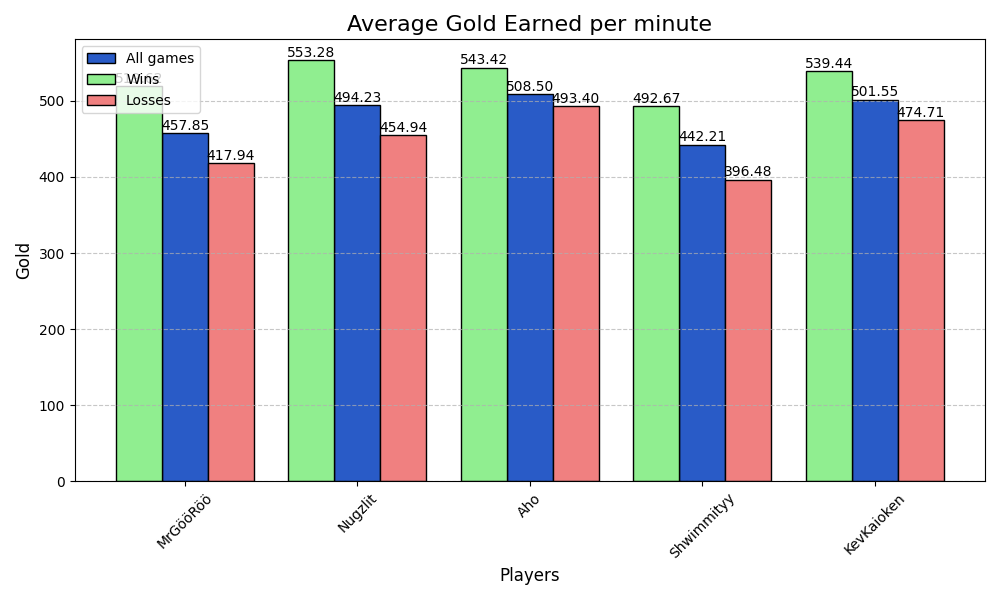 Average Gold Earned per minute
All games
Wins
Losses
553.28
543.42
539.44
508.50
501.55
494.23
493.40
492.67
474.71
457.85
454.94
442.21
417.94
396.48
500
400
300
200
100
0
Gold
MrGööRöö
Nugzlit
Aho
Shwimmityy
KevKaioken
Players